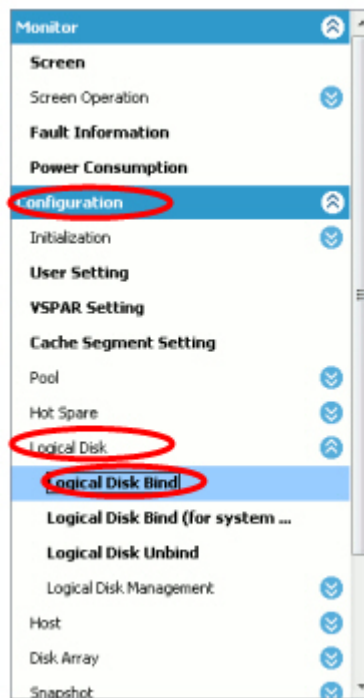 Monitor
Screen
Screen Operation
Fault Information
Power Consumption
Configuration
Initialization
User Setting
VSPAR Setting
Cache Segment Setting
Pool
Hot Spare
Logical Disk
Logical Disk Bind
Logical Disk Bind (for system ...
Logical Disk Unbind
Logical Disk Management
Host
Disk Array
Snapshot